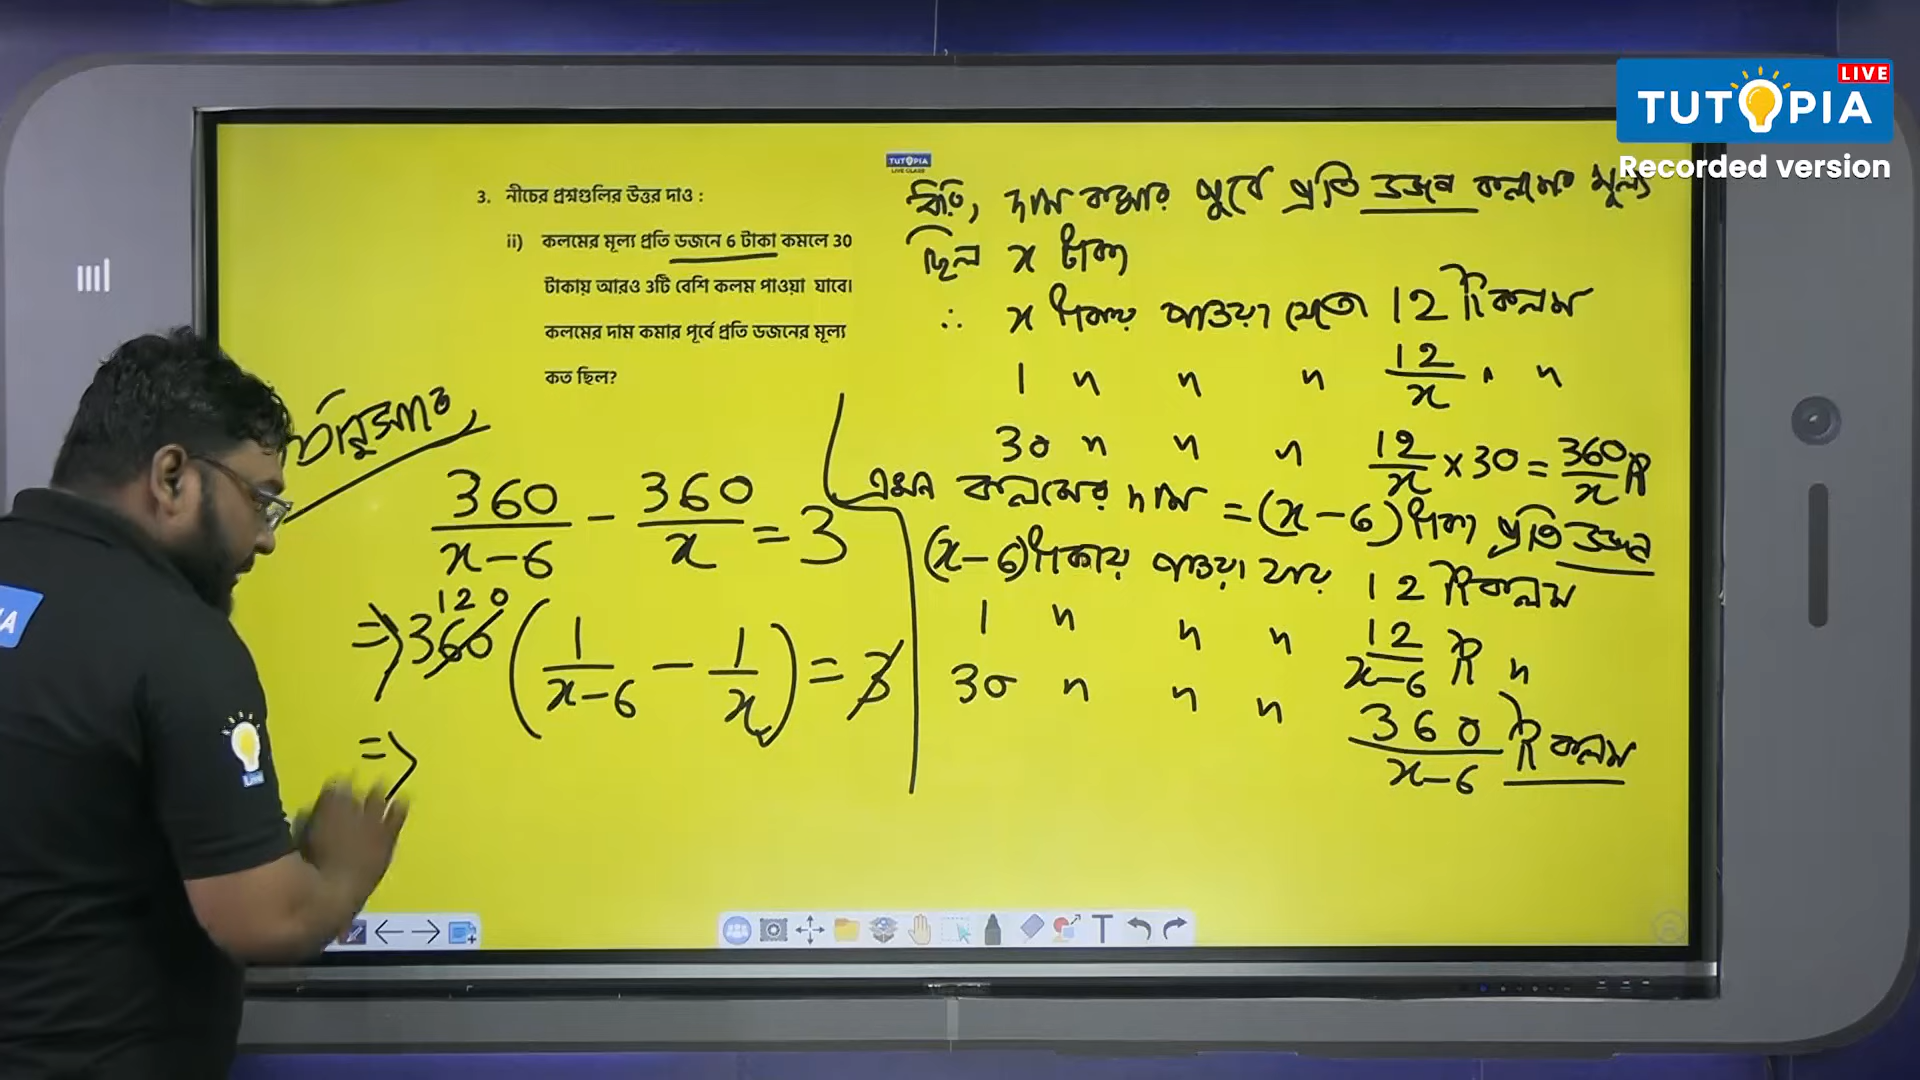 LIVE
TUTOPIA
Recorded version
TUTOPIA
LIVE CLASS
3. নীচের প্রশ্নগুলির উত্তর দাও :
ii) কলমের মূল্য প্রতি ডজনে 6 টাকা কমলে 30
টাকায় আরও 3টি বেশি কলম পাওয়া যাবে।
কলমের দাম কমার পূর্বে প্রতি ডজনের মূল্য
কত ছিল?
ধরি, দাম কমার পূর্বে প্রতি ডজন কলমের মূল্য
ছিল x টাকা
∴ x টাকায় পাওয়া যেতো 12 টি কলম
1 " " " 12/x " "
30 " " " 12/x × 30 = 360/x টি
এখন কলমের দাম = (x-6) টাকা প্রতি ডজন
(x-6) টাকায় পাওয়া যায় 12 টি কলম
1 " " " 12/x-6 টি "
30 " " " 360/x-6 টি কলম
360/x-6 - 360/x = 3
120
=> 360 (1/x-6 - 1/x) = 3
=>
T